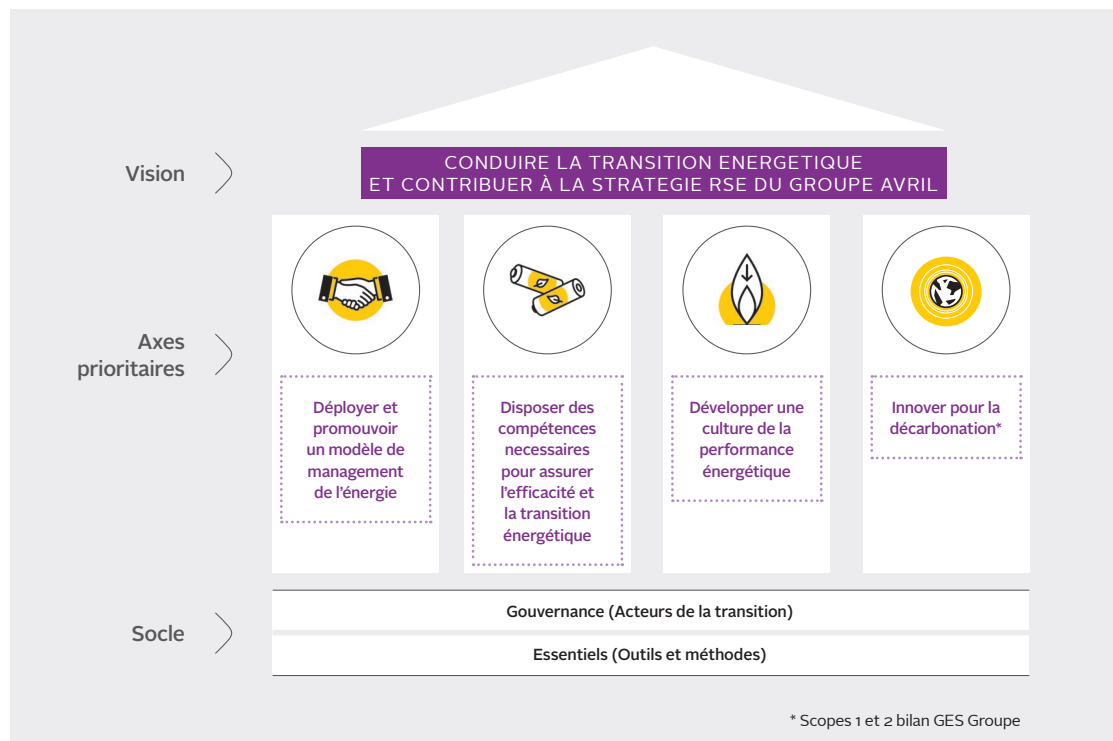 Vision
CONDUIRE LA TRANSITION ENERGETIQUE
ET CONTRIBUER À LA STRATEGIE RSE DU GROUPE AVRIL
Axes
prioritaires
Déployer et
promouvoir
un modèle de
management
de l'énergie
Disposer des
compétences
necessaires
pour assurer
l'efficacité et
la transition
énergétique
Développer une
culture de la
performance
énergétique
Innover pour la
décarbonation*
Socle
Gouvernance (Acteurs de la transition)
Essentiels (Outils et méthodes)
* Scopes 1 et 2 bilan GES Groupe